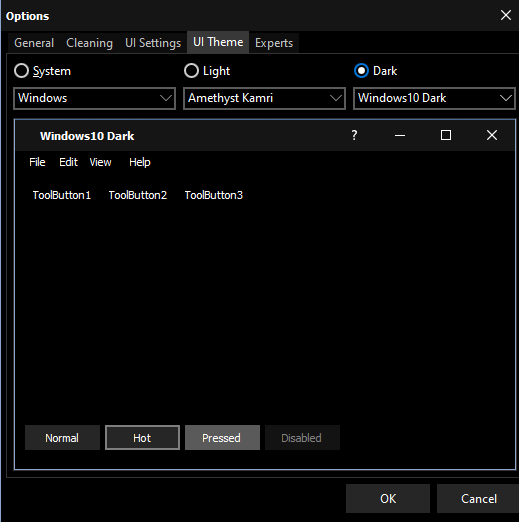 Options
General Cleaning UI Settings UI Theme Experts
System Light Dark
Windows Amethyst Kamri Windows10 Dark
Windows10 Dark ?
File Edit View Help
ToolButton1 ToolButton2 ToolButton3
Normal Hot Pressed Disabled
OK Cancel